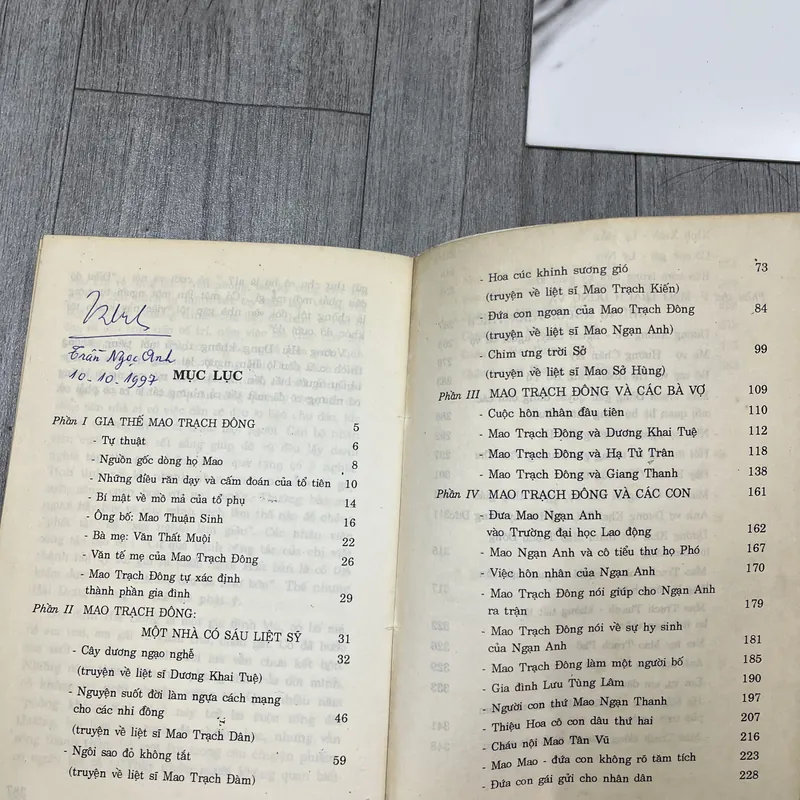 Trần Ngọc Anh
10-10-1997
MỤC LỤC
Phần I GIA THẾ MAO TRẠCH ĐÔNG 5
- Tự thuật 6
- Nguồn gốc dòng họ Mao 8
- Những điều răn dạy và cấm đoán của tổ tiên 10
- Bí mật về mồ mả của tổ phụ 14
- Ông bố: Mao Thuận Sinh 16
- Bà mẹ: Văn Thất Muội 22
- Văn tế mẹ của Mao Trạch Đông 26
- Mao Trạch Đông tự xác định
thành phần gia đình 29
Phần II MAO TRẠCH ĐÔNG:
MỘT NHÀ CÓ SÁU LIỆT SỸ 31
- Cây dương ngạo nghễ 32
(truyện về liệt sĩ Dương Khai Tuệ)
- Nguyện suốt đời làm ngựa cách mạng
cho các nhi đồng 46
(truyện về liệt sĩ Mao Trạch Dân)
- Ngôi sao đỏ không tắt 59
(truyện về liệt sĩ Mao Trạch Đàm)
- Hoa cúc khinh sương gió 73
(truyện về liệt sĩ Mao Trạch Kiến)
- Đứa con ngoan của Mao Trạch Đông 84
(truyện về liệt sĩ Mao Ngạn Anh)
- Chim ưng trời Sở 99
(truyện về liệt sĩ Mao Sở Hùng)
Phần III MAO TRẠCH ĐÔNG VÀ CÁC BÀ VỢ 109
- Cuộc hôn nhân đầu tiên 110
- Mao Trạch Đông và Dương Khai Tuệ 112
- Mao Trạch Đông và Hạ Tử Trân 118
- Mao Trạch Đông và Giang Thanh 138
Phần IV MAO TRẠCH ĐÔNG VÀ CÁC CON 161
- Đưa Mao Ngạn Anh
vào Trường đại học Lao động 162
- Mao Ngạn Anh và cô tiểu thư họ Phó 167
- Việc hôn nhân của Ngạn Anh 170
- Mao Trạch Đông nói giúp cho Ngạn Anh
ra trận 179
- Mao Trạch Đông nói về sự hy sinh
của Ngạn Anh 181
- Mao Trạch Đông làm một người bố 185
- Gia đình Lưu Tùng Lâm 190
- Người con thứ Mao Ngạn Thanh 197
- Thiệu Hoa cô con dâu thứ hai 207
- Cháu nội Mao Tân Vũ 216
- Mao Mao - đứa con không rõ tăm tích 223
- Đứa con gái gửi cho nhân dân 228